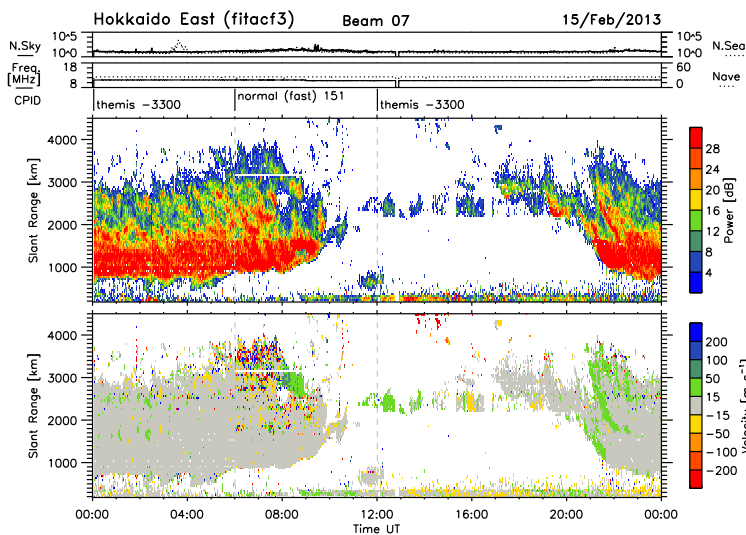 Hokkaido East (fitacf3) Beam 07 15/Feb/2013
N.Sky 10⁠^5 10^0 10^5 10^0 N.Sea
Freq. [MHz] 18 8 60 0 Nave
CPID themis -3300 normal (fast) 151 themis -3300
Slant Range [km]
4000
3000
2000
1000
Power [dB]
28
24
20
16
12
8
4
Slant Range [km]
4000
3000
2000
1000
Velocity [m s^-1]
200
100
50
15
-15
-50
-100
-200
00:00 04:00 08:00 12:00 16:00 20:00 00:00
Time UT